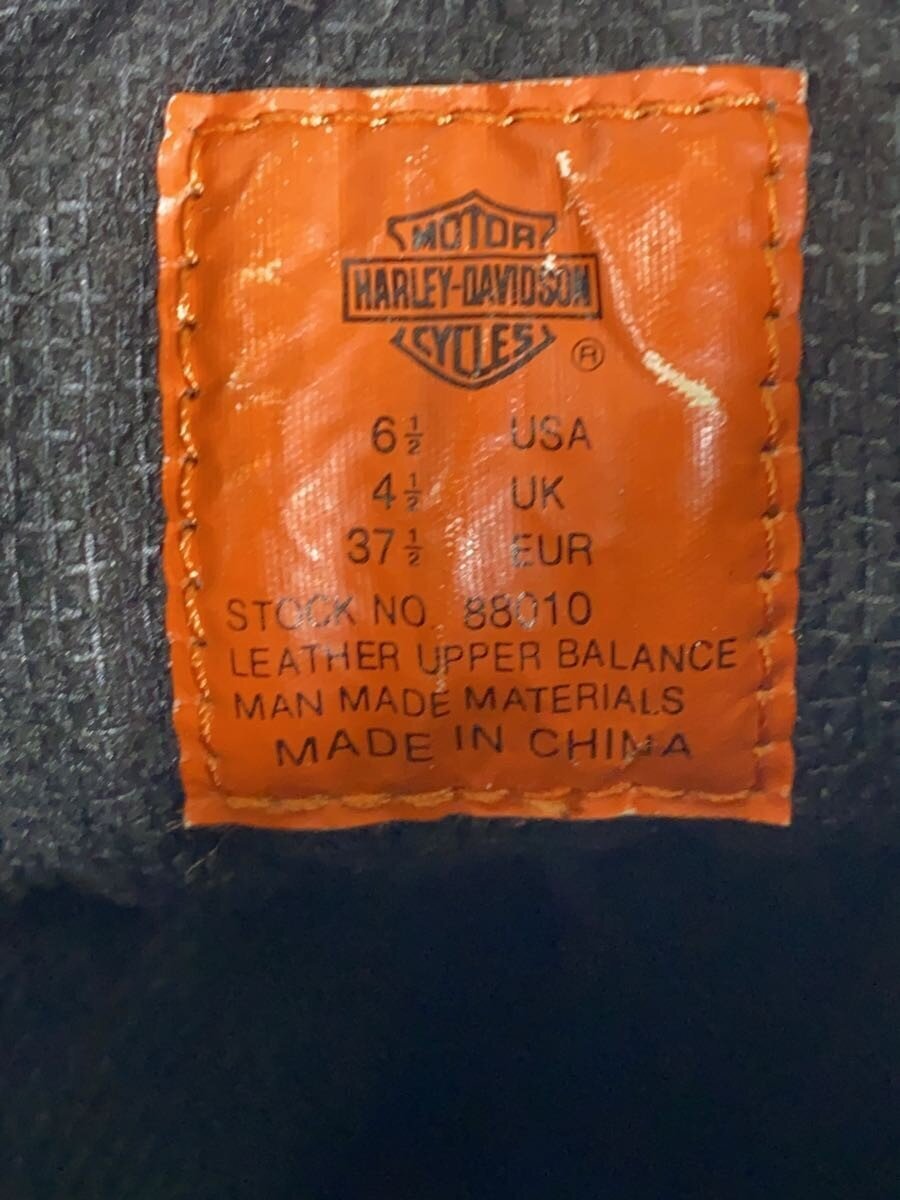 MOTOR
HARLEY-DAVIDSON
CYCLES
®
6½ USA
4½ UK
37½ EUR
STOCK NO 88010
LEATHER UPPER BALANCE
MAN MADE MATERIALS
MADE IN CHINA